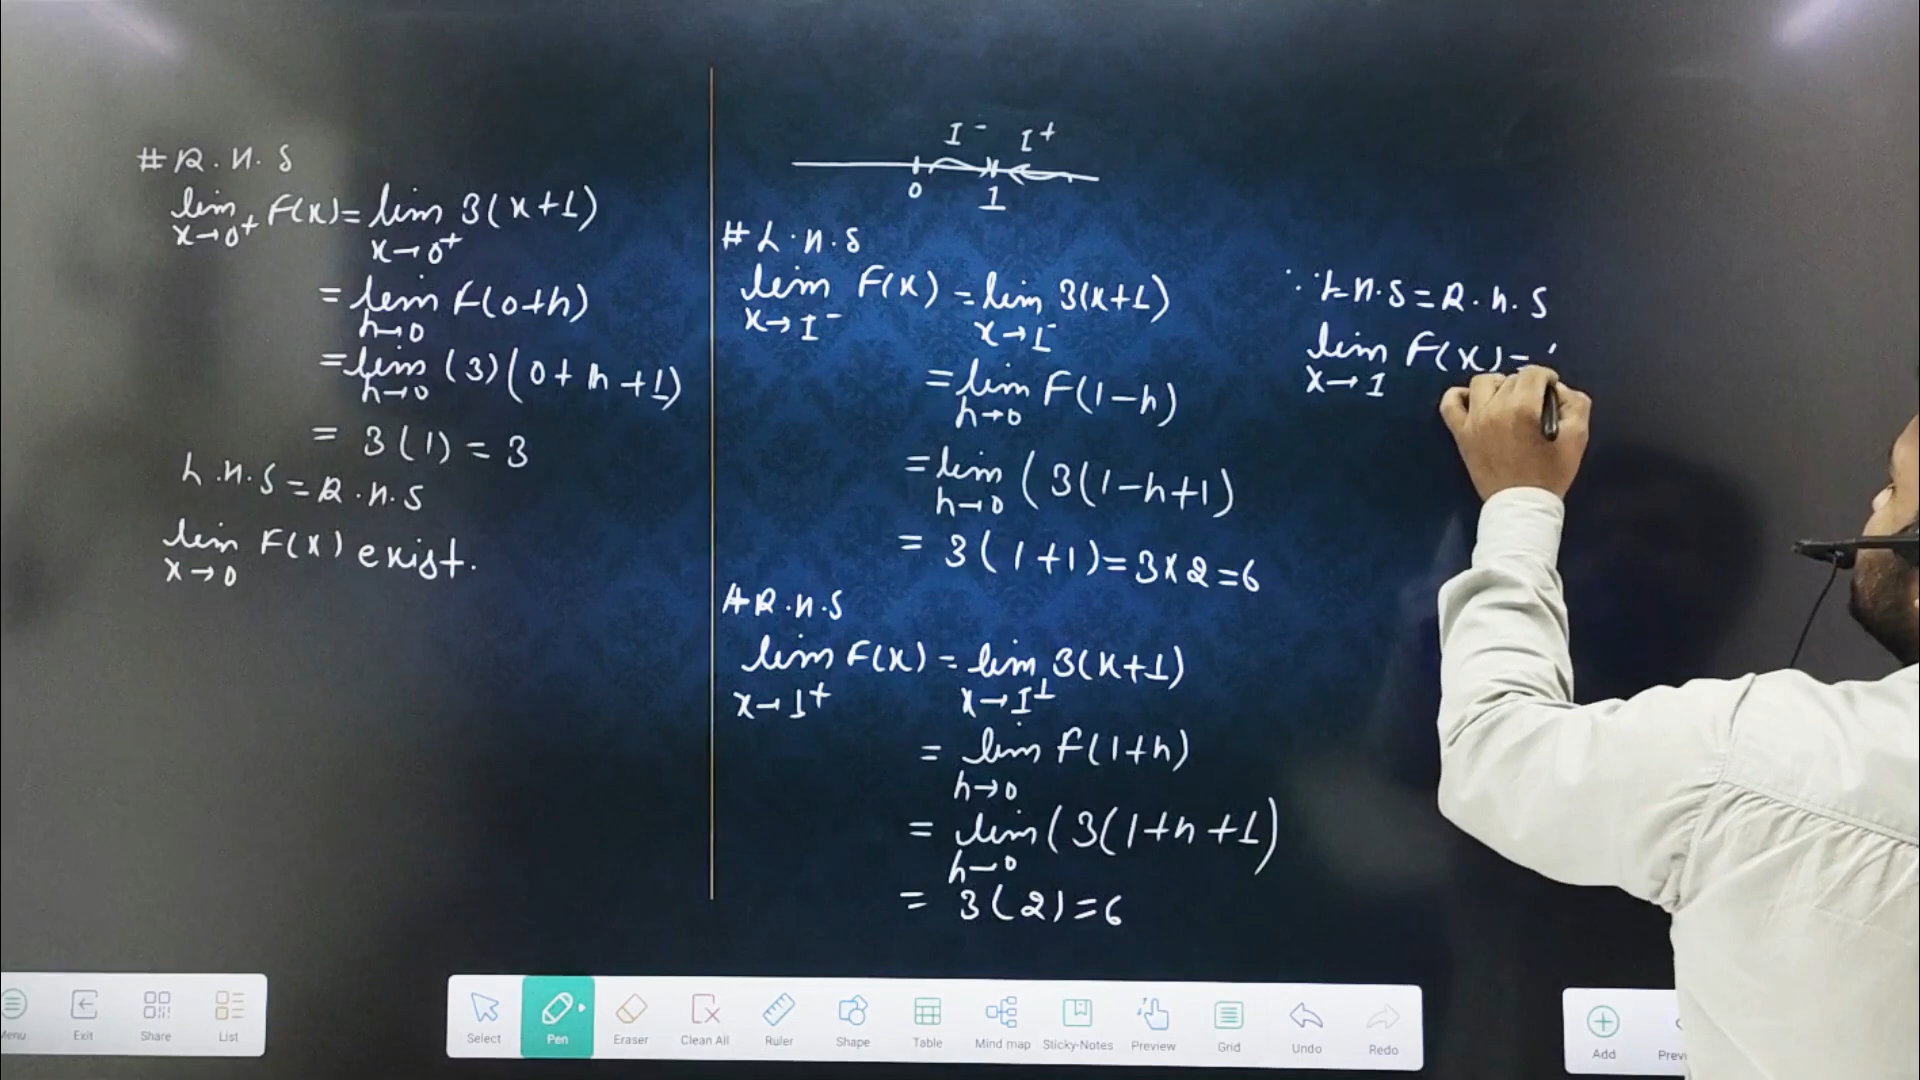 # R.H.S
lim x→0⁺ F(x) = lim x→0⁺ 3(x+1)
= lim h→0 F(0+h)
= lim h→0 (3)(0+h+1)
= 3(1) = 3
L.H.S = R.H.S
lim x→0 F(x) exist.
I⁻ I⁺
0 1
# L.H.S
lim x→1⁻ F(x) = lim x→1⁻ 3(x+1)
= lim h→0 F(1-h)
= lim h→0 (3(1-h+1)
= 3(1+1) = 3×2 = 6
# R.H.S
lim x→1⁺ F(x) = lim x→1⁺ 3(x+1)
= lim h→0 F(1+h)
= lim h→0 (3(1+h+1)
= 3(2) = 6
L.H.S = R.H.S
lim x→1 F(x) =
Exit Share List
Select Pen Eraser Clean All Ruler Shape Table Mind map Sticky-Notes Preview Grid Undo Redo
Add